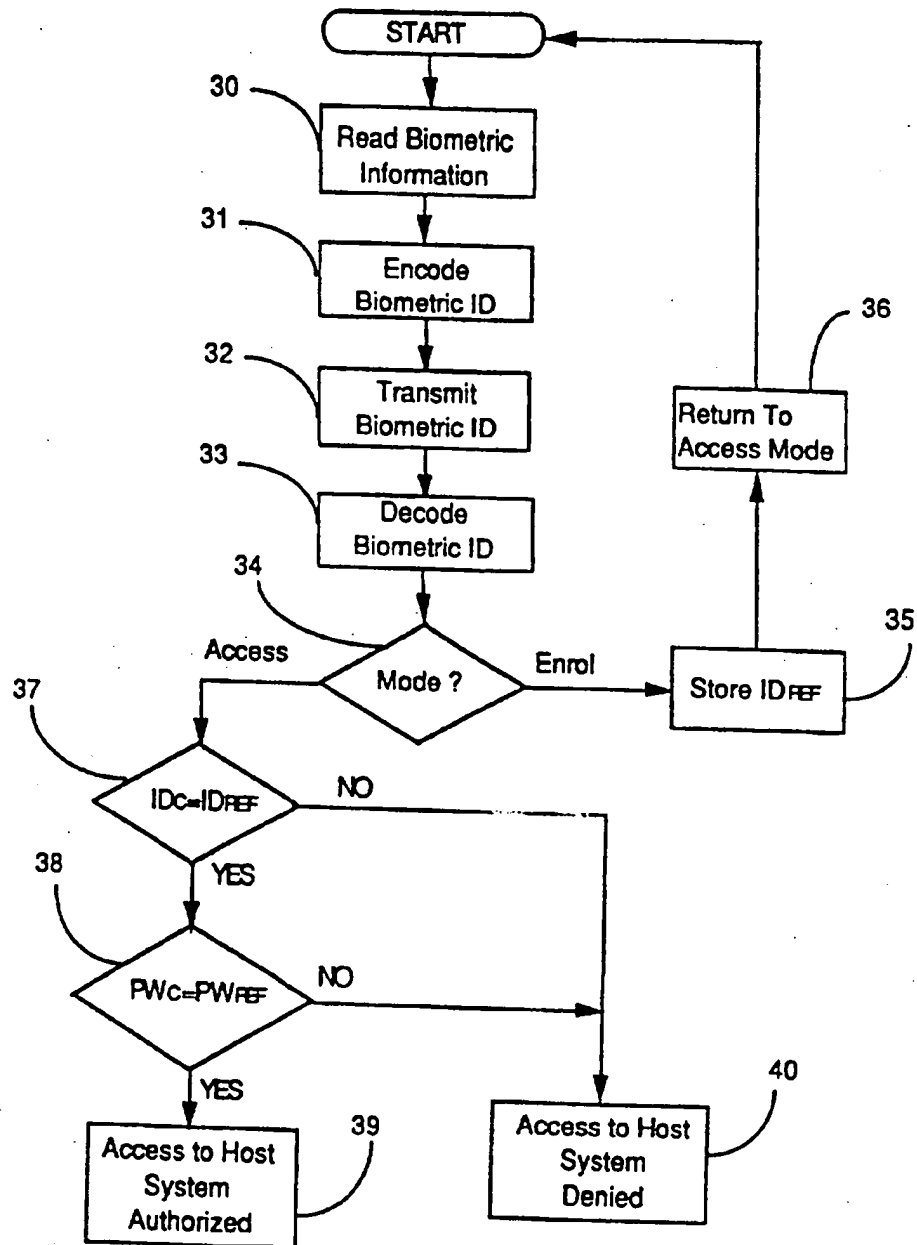 START
30
Read Biometric
Information
31
Encode
Biometric ID
36
32
Transmit
Biometric ID
Return To
Access Mode
33
Decode
Biometric ID
34
35
Access
Mode ?
Enrol
Store IDREF
37
IDC=IDREF
NO
YES
38
PWC=PWREF
NO
YES
40
39
Access to Host
System
Authorized
Access to Host
System
Denied